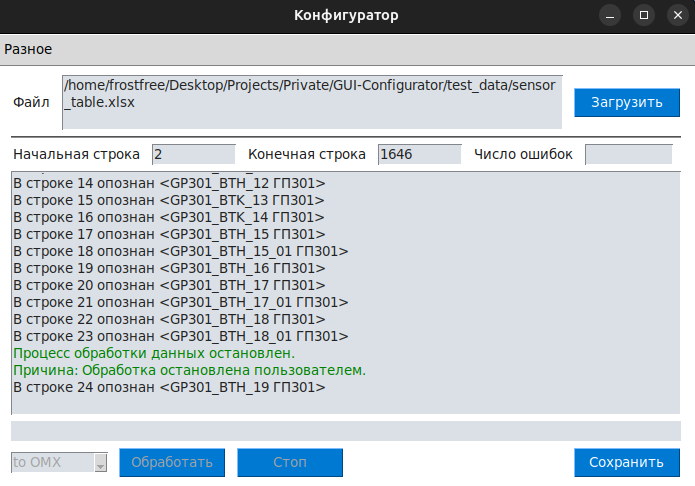 Конфигуратор
Разное
Файл
/home/frostfree/Desktop/Projects/Private/GUI-Configurator/test_data/sensor
_table.xlsx
Загрузить
Начальная строка 2 Конечная строка 1646 Число ошибок
В строке 14 опознан <GP301_BTH_12 ГП301>
В строке 15 опознан <GP301_BTK_13 ГП301>
В строке 16 опознан <GP301_BTK_14 ГП301>
В строке 17 опознан <GP301_BTH_15 ГП301>
В строке 18 опознан <GP301_BTH_15_01 ГП301>
В строке 19 опознан <GP301_BTH_16 ГП301>
В строке 20 опознан <GP301_BTH_17 ГП301>
В строке 21 опознан <GP301_BTH_17_01 ГП301>
В строке 22 опознан <GP301_BTH_18 ГП301>
В строке 23 опознан <GP301_BTH_18_01 ГП301>
Процесс обработки данных остановлен.
Причина: Обработка остановлена пользователем.
В строке 24 опознан <GP301_BTH_19 ГП301>
to OMX Обработать Стоп Сохранить